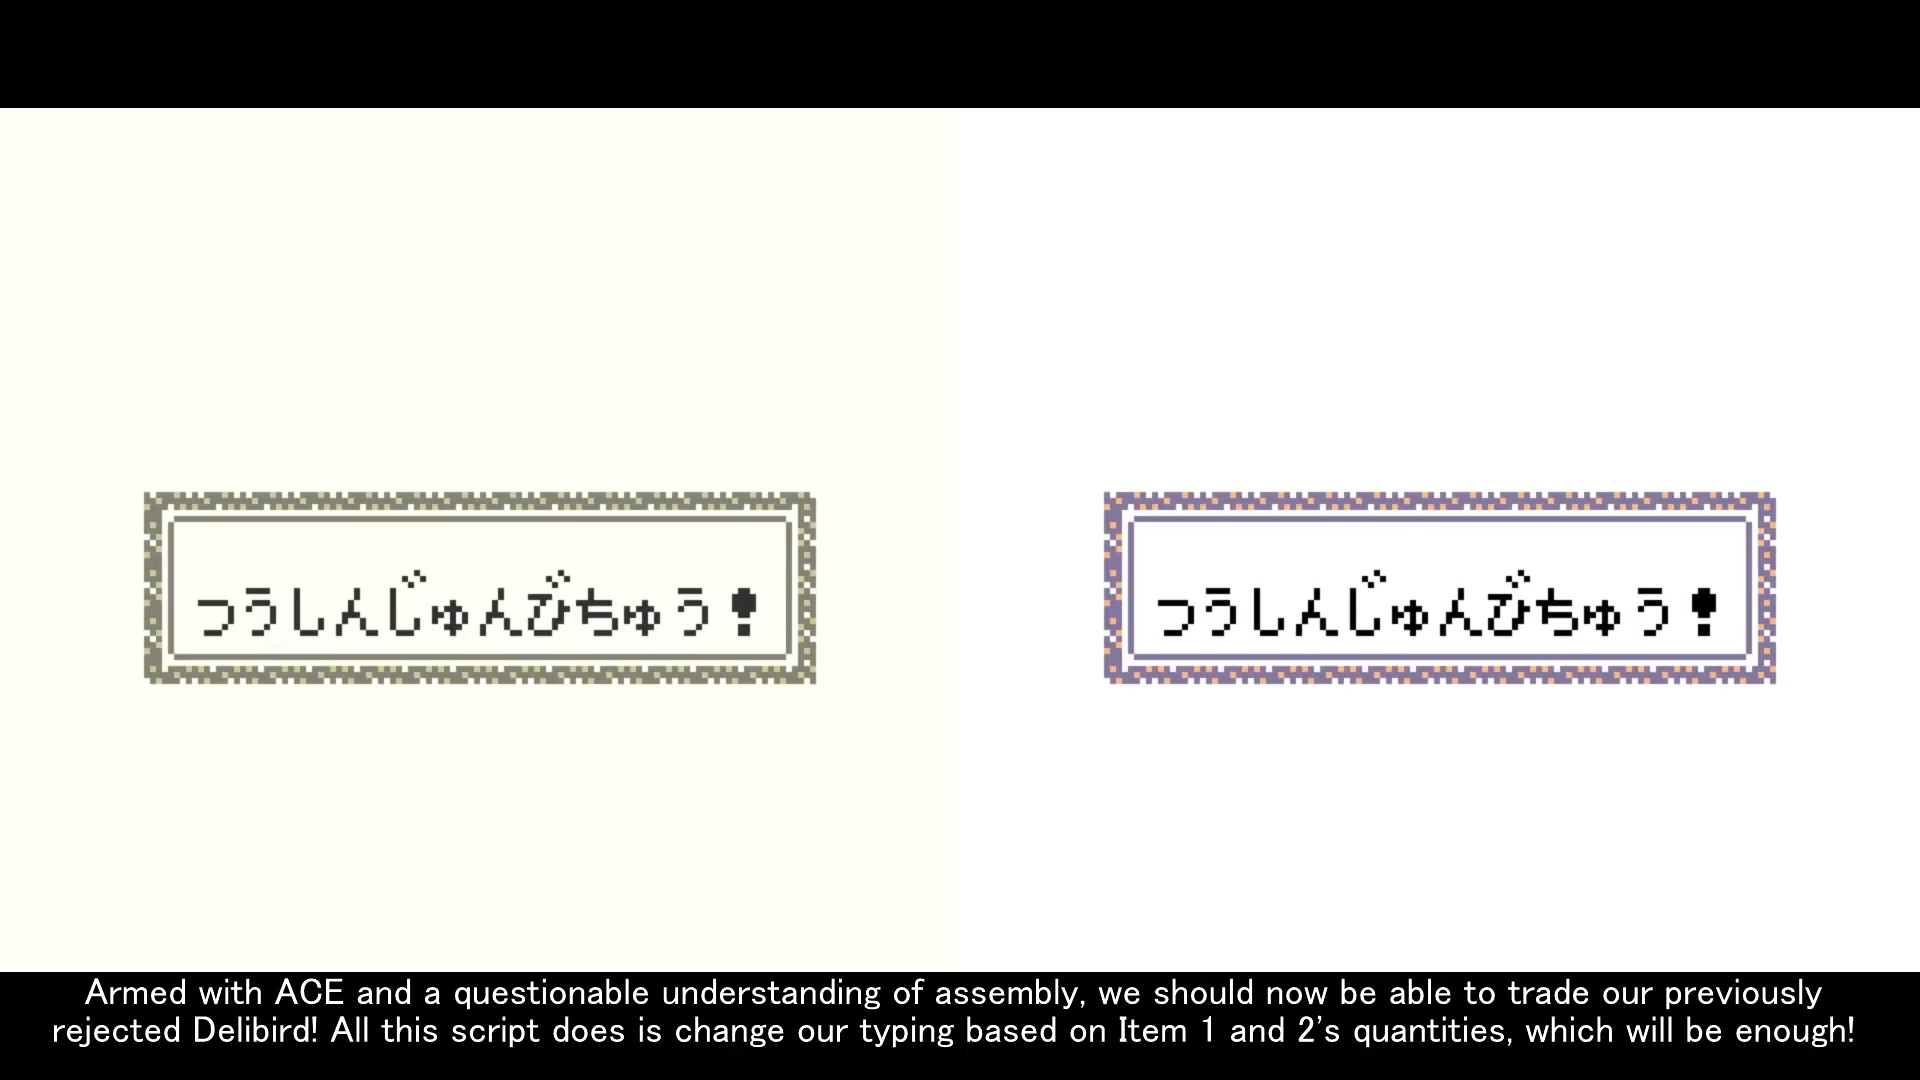 つうしんじゅんびちゅう！
つうしんじゅんびちゅう！
Armed with ACE and a questionable understanding of assembly, we should now be able to trade our previously
rejected Delibird! All this script does is change our typing based on Item 1 and 2's quantities, which will be enough!